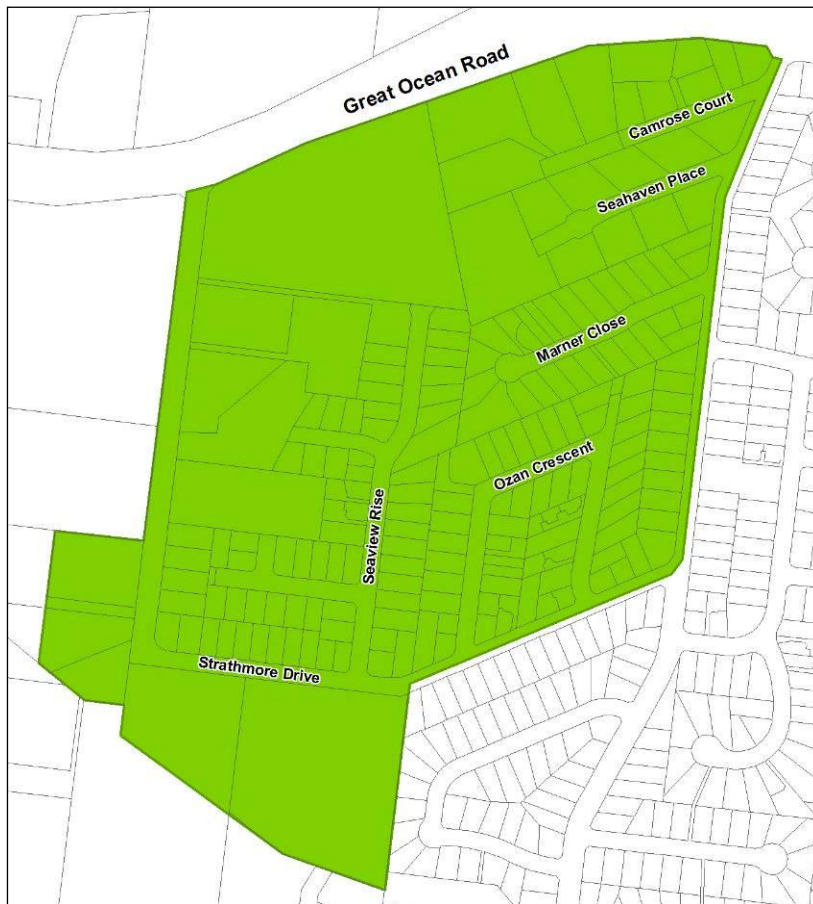 Great Ocean Road
Camrose Court
Seahaven Place
Marner Close
Ozan Crescent
Seaview Rise
Strathmore Drive